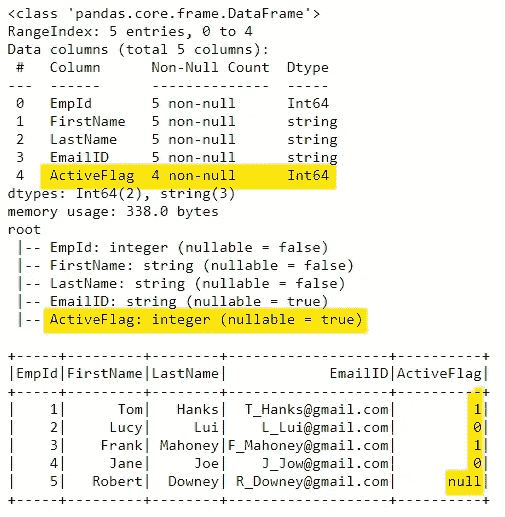 <class 'pandas.core.frame.DataFrame'>
RangeIndex: 5 entries, 0 to 4
Data columns (total 5 columns):
 #   Column      Non-Null Count  Dtype
---  ------      --------------  -----
 0   EmpId       5 non-null      Int64
 1   FirstName   5 non-null      string
 2   LastName    5 non-null      string
 3   EmailID     5 non-null      string
 4   ActiveFlag  4 non-null      Int64
dtypes: Int64(2), string(3)
memory usage: 338.0 bytes
root
 |-- EmpId: integer (nullable = false)
 |-- FirstName: string (nullable = false)
 |-- LastName: string (nullable = false)
 |-- EmailID: string (nullable = true)
 |-- ActiveFlag: integer (nullable = true)
+-----+---------+--------+-------------------+----------+
|EmpId|FirstName|LastName|            EmailID|ActiveFlag|
+-----+---------+--------+-------------------+----------+
|    1|      Tom|   Hanks|  T_Hanks@gmail.com|         1|
|    2|     Lucy|     Lui|    L_Lui@gmail.com|         0|
|    3|    Frank| Mahoney|F_Mahoney@gmail.com|         1|
|    4|     Jane|     Joe|    J_Jow@gmail.com|         0|
|    5|   Robert|  Downey| R_Downey@gmail.com|      null|
+-----+---------+--------+-------------------+----------+